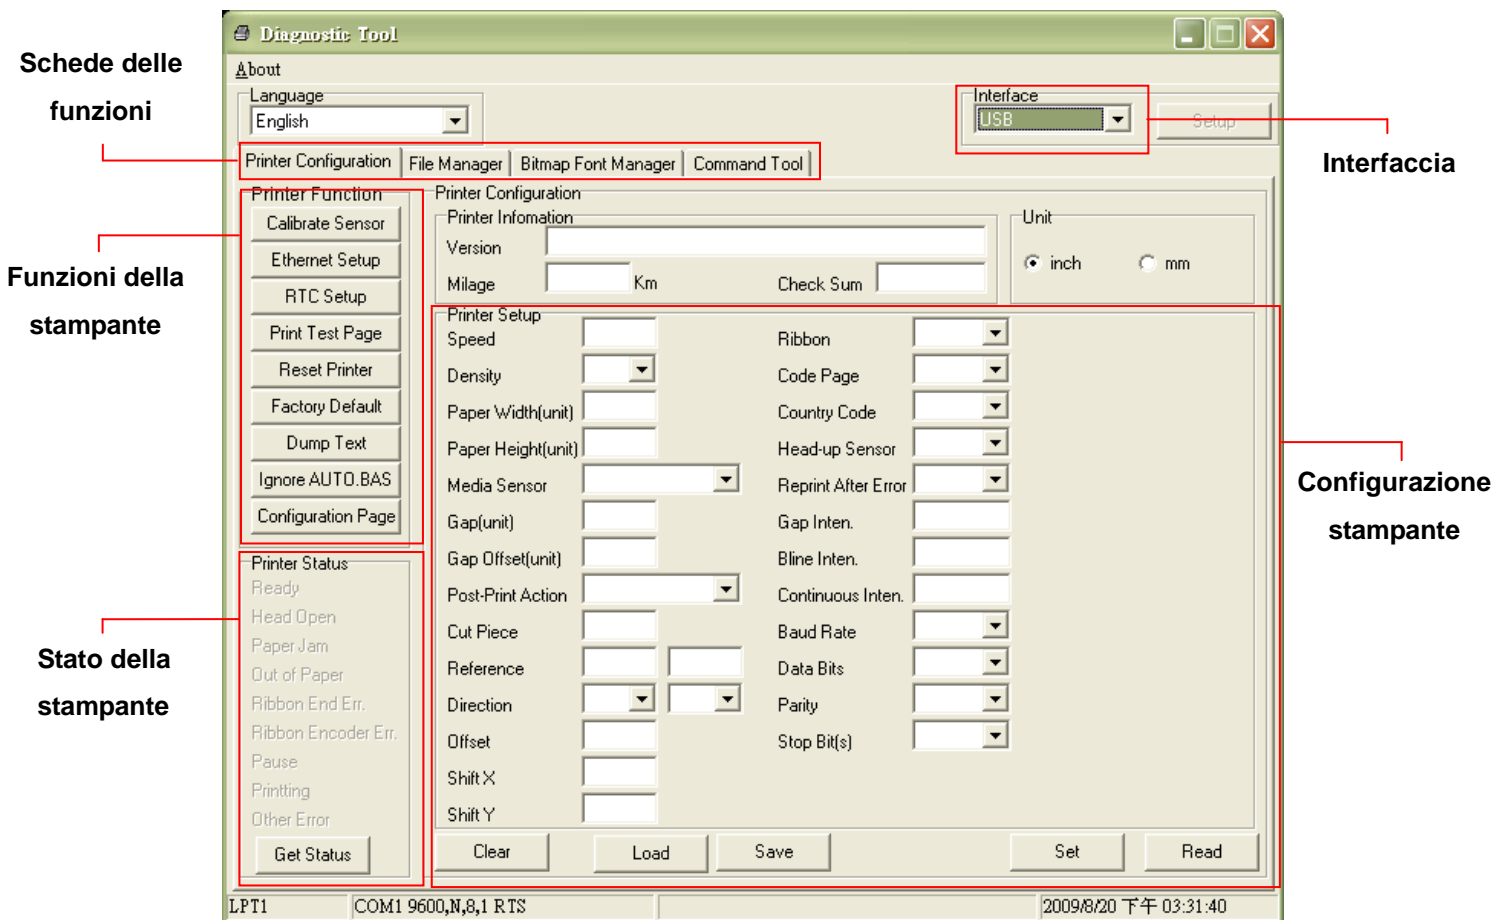 Diagnostic Tool
About
Schede delle
funzioni
Language
English
Interface
USB
Setup
Interfaccia
Printer Configuration
File Manager
Bitmap Font Manager
Command Tool
Printer Function
Calibrate Sensor
Ethernet Setup
RTC Setup
Print Test Page
Reset Printer
Factory Default
Dump Text
Ignore AUTO.BAS
Configuration Page
Funzioni della
stampante
Printer Configuration
Printer Infomation
Version
Milage
Km
Check Sum
Unit
inch
mm
Printer Setup
Speed
Density
Paper Width(unit)
Paper Height(unit)
Media Sensor
Gap(unit)
Gap Offset(unit)
Post-Print Action
Cut Piece
Reference
Direction
Offset
Shift X
Shift Y
Ribbon
Code Page
Country Code
Head-up Sensor
Reprint After Error
Gap Inten.
Bline Inten.
Continuous Inten.
Baud Rate
Data Bits
Parity
Stop Bit(s)
Configurazione
stampante
Printer Status
Ready
Head Open
Paper Jam
Out of Paper
Ribbon End Err.
Ribbon Encoder Err.
Pause
Printting
Other Error
Get Status
Stato della
stampante
Clear
Load
Save
Set
Read
LPT1
COM1 9600,N,8,1 RTS
2009/8/20 下午 03:31:40